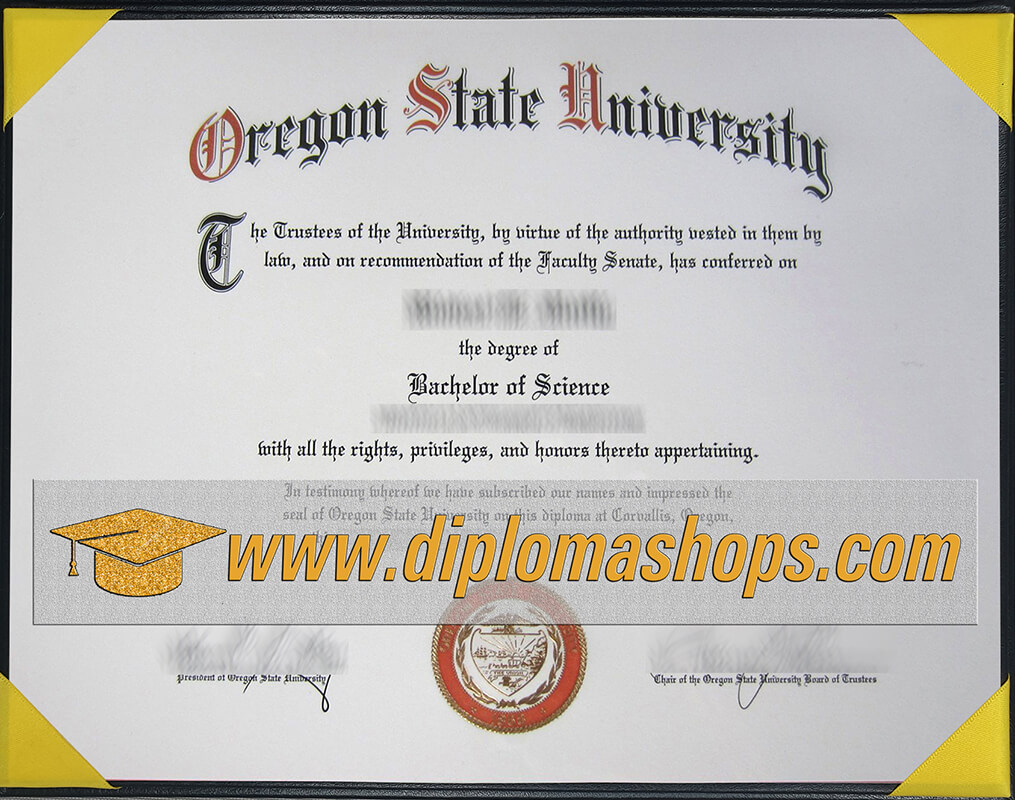 Oregon State University
The Trustees of the University, by virtue of the authority vested in them by
law, and on recommendation of the Faculty Senate, has conferred on
the degree of
Bachelor of Science
with all the rights, privileges, and honors thereto appertaining.
In testimony whereof we have subscribed our names and impressed the
seal of Oregon State University on this diploma at Corvallis, Oregon,
www.diplomashops.com
President of Oregon State University
Chair of the Oregon State University Board of Trustees